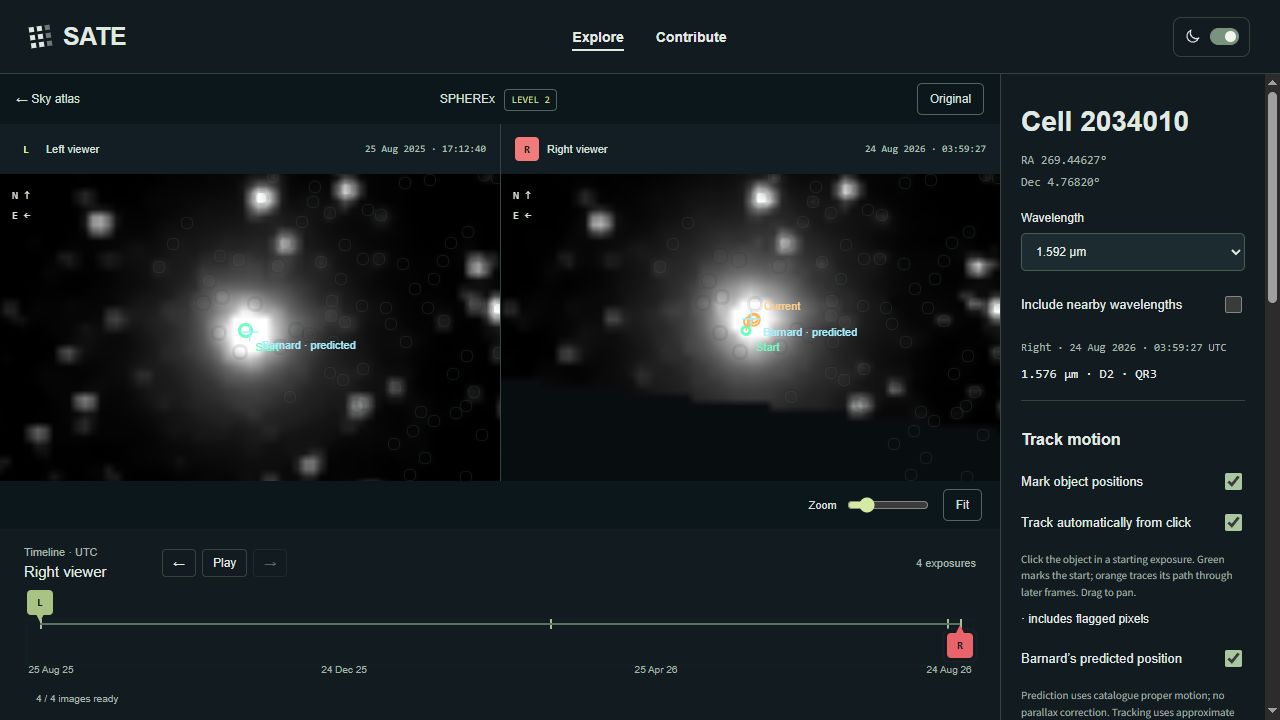 SATE
Explore
Contribute
← Sky atlas
SPHEREx LEVEL 2
Original
L Left viewer 25 Aug 2025 · 17:12:40
R Right viewer 24 Aug 2026 · 03:59:27
N ↑
E ←
N ↑
E ←
Barnard · predicted
Start
Current
Barnard · predicted
Start
Zoom
Fit
Timeline · UTC
Right viewer
←
Play
→
4 exposures
L
R
25 Aug 25
24 Dec 25
25 Apr 26
24 Aug 26
4 / 4 images ready
Cell 2034010
RA 269.44627°
Dec 4.76820°
Wavelength
1.592 µm
Include nearby wavelengths
Right · 24 Aug 2026 · 03:59:27 UTC
1.576 µm · D2 · QR3
Track motion
Mark object positions
Track automatically from click
Click the object in a starting exposure. Green
marks the start; orange traces its path through
later frames. Drag to pan.
· includes flagged pixels
Barnard’s predicted position
Prediction uses catalogue proper motion; no
parallax correction. Tracking uses approximate